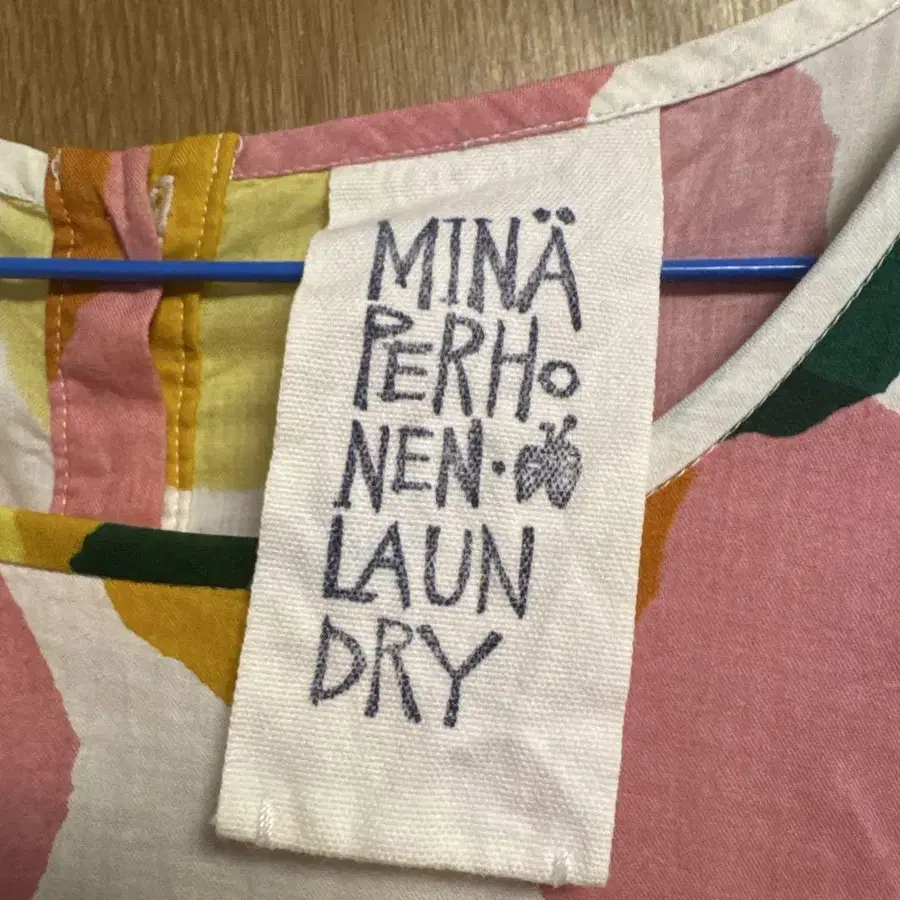 MINÄ
PERHO
NEN·
LAUN
DRY